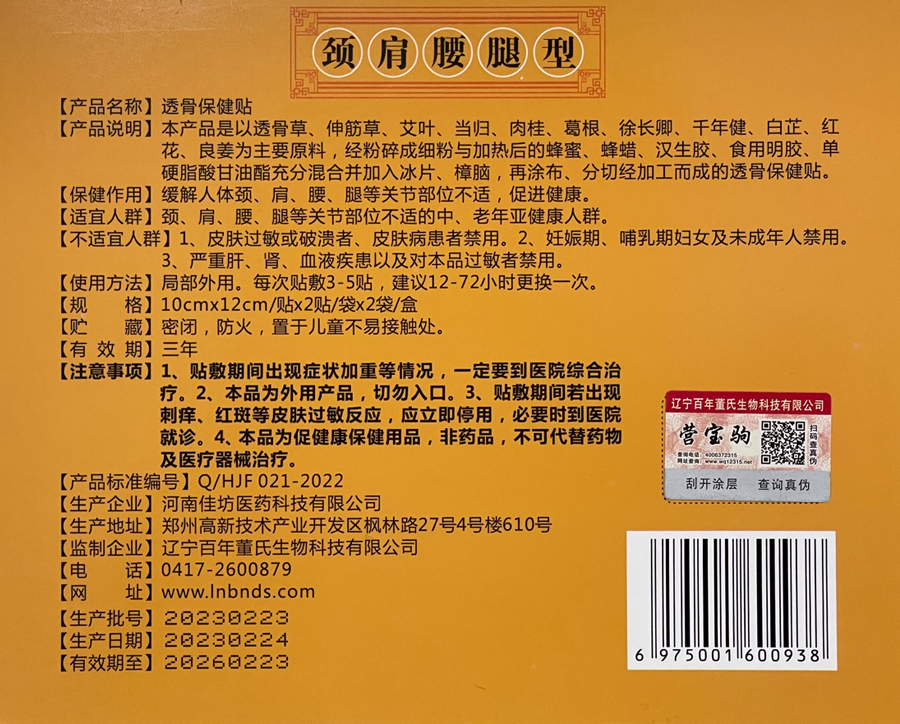 颈肩腰腿型
【产品名称】透骨保健贴
【产品说明】本产品是以透骨草、伸筋草、艾叶、当归、肉桂、葛根、徐长卿、千年健、白芷、红
花、良姜为主要原料，经粉碎成细粉与加热后的蜂蜜、蜂蜡、汉生胶、食用明胶、单
硬脂酸甘油酯充分混合并加入冰片、樟脑，再涂布、分切经加工而成的透骨保健贴。
【保健作用】缓解人体颈、肩、腰、腿等关节部位不适，促进健康。
【适宜人群】颈、肩、腰、腿等关节部位不适的中、老年亚健康人群。
【不适宜人群】1、皮肤过敏或破溃者、皮肤病患者禁用。2、妊娠期、哺乳期妇女及未成年人禁用。
3、严重肝、肾、血液疾患以及对本品过敏者禁用。
【使用方法】局部外用。每次贴敷3-5贴，建议12-72小时更换一次。
【规 格】10cmx12cm/贴x2贴/袋x2袋/盒
【贮 藏】密闭，防火，置于儿童不易接触处。
【有 效 期】三年
【注意事项】1、贴敷期间出现症状加重等情况，一定要到医院综合治
疗。2、本品为外用产品，切勿入口。3、贴敷期间若出现
刺痒、红斑等皮肤过敏反应，应立即停用，必要时到医院
就诊。4、本品为促健康保健用品，非药品，不可代替药物
及医疗器械治疗。
【产品标准编号】Q/HJF 021-2022
【生产企业】河南佳坊医药科技有限公司
【生产地址】郑州高新技术产业开发区枫林路27号4号楼610号
【监制企业】辽宁百年董氏生物科技有限公司
【电 话】0417-2600879
【网 址】www.lnbnds.com
【生产批号】20230223
【生产日期】20230224
【有效期至】20260223
辽宁百年董氏生物科技有限公司
营宝驹
扫码查真伪
查询电话 4006372315
网址查询 www.wq12315.net
刮开涂层 查询真伪
6 975001 600938